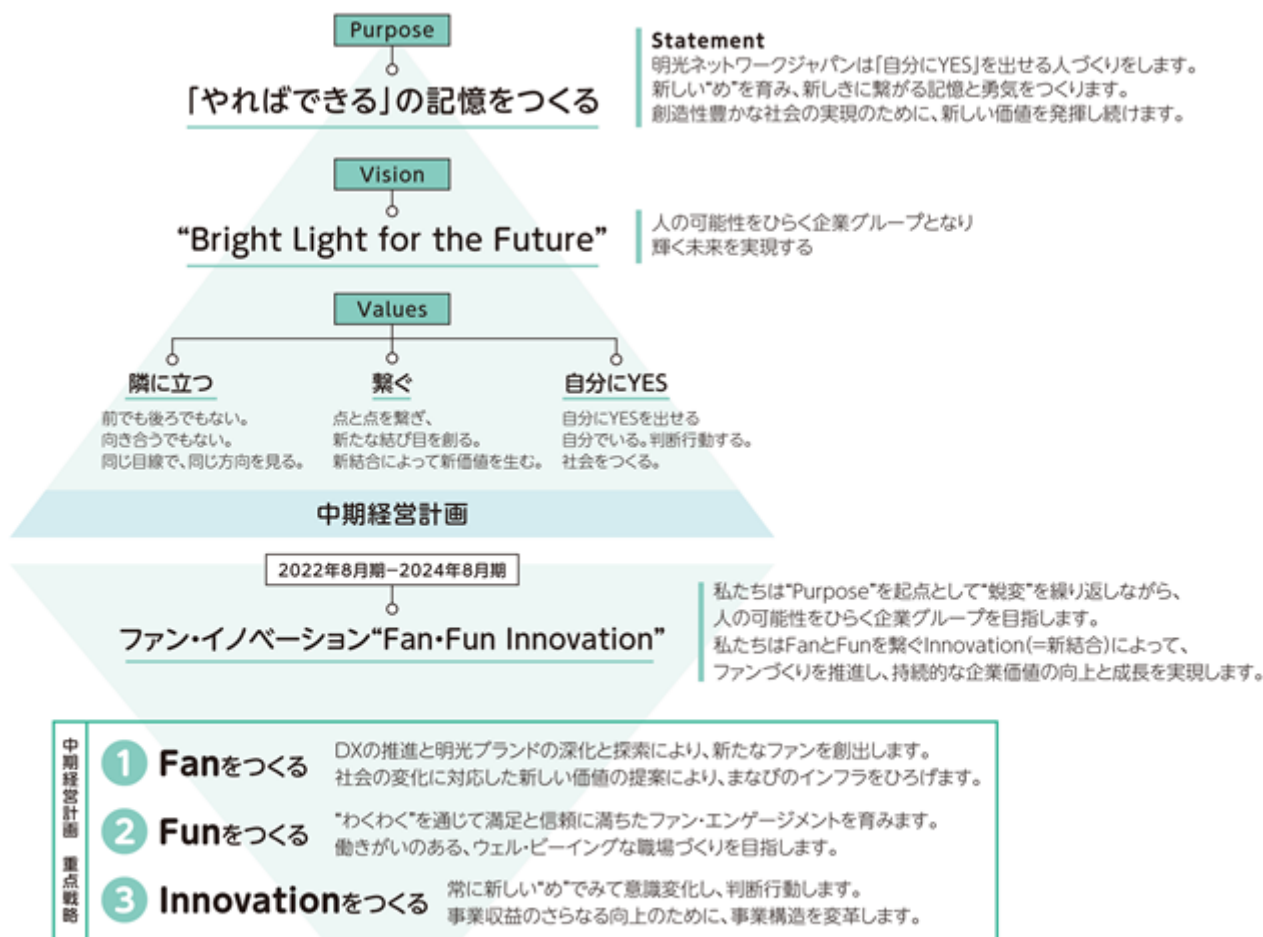 Purpose
「やればできる」の記憶をつくる
Statement
明光ネットワークジャパンは「自分にYES」を出せる人づくりをします。
新しい“め”を育み、新しきに繋がる記憶と勇気をつくります。
創造性豊かな社会の実現のために、新しい価値を発揮し続けます。
Vision
“Bright Light for the Future”
人の可能性をひらく企業グループとなり
輝く未来を実現する
Values
隣に立つ
前でも後ろでもない。
向き合うでもない。
同じ目線で、同じ方向を見る。
繋ぐ
点と点を繋ぎ、
新たな結び目を創る。
新結合によって新価値を生む。
自分にYES
自分にYESを出せる
自分でいる。判断行動する。
社会をつくる。
中期経営計画
2022年8月期−2024年8月期
ファン・イノベーション“Fan・Fun Innovation”
私たちは“Purpose”を起点として“蛻変”を繰り返しながら、
人の可能性をひらく企業グループを目指します。
私たちはFanとFunを繋ぐInnovation(=新結合)によって、
ファンづくりを推進し、持続的な企業価値の向上と成長を実現します。
中期経営計画 重点戦略
1 Fanをつくる
DXの推進と明光ブランドの深化と探索により、新たなファンを創出します。
社会の変化に対応した新しい価値の提案により、まなびのインフラをひろげます。
2 Funをつくる
“わくわく”を通じて満足と信頼に満ちたファン・エンゲージメントを育みます。
働きがいのある、ウェル・ビーイングな職場づくりを目指します。
3 Innovationをつくる
常に新しい“め”でみて意識変化し、判断行動します。
事業収益のさらなる向上のために、事業構造を変革します。